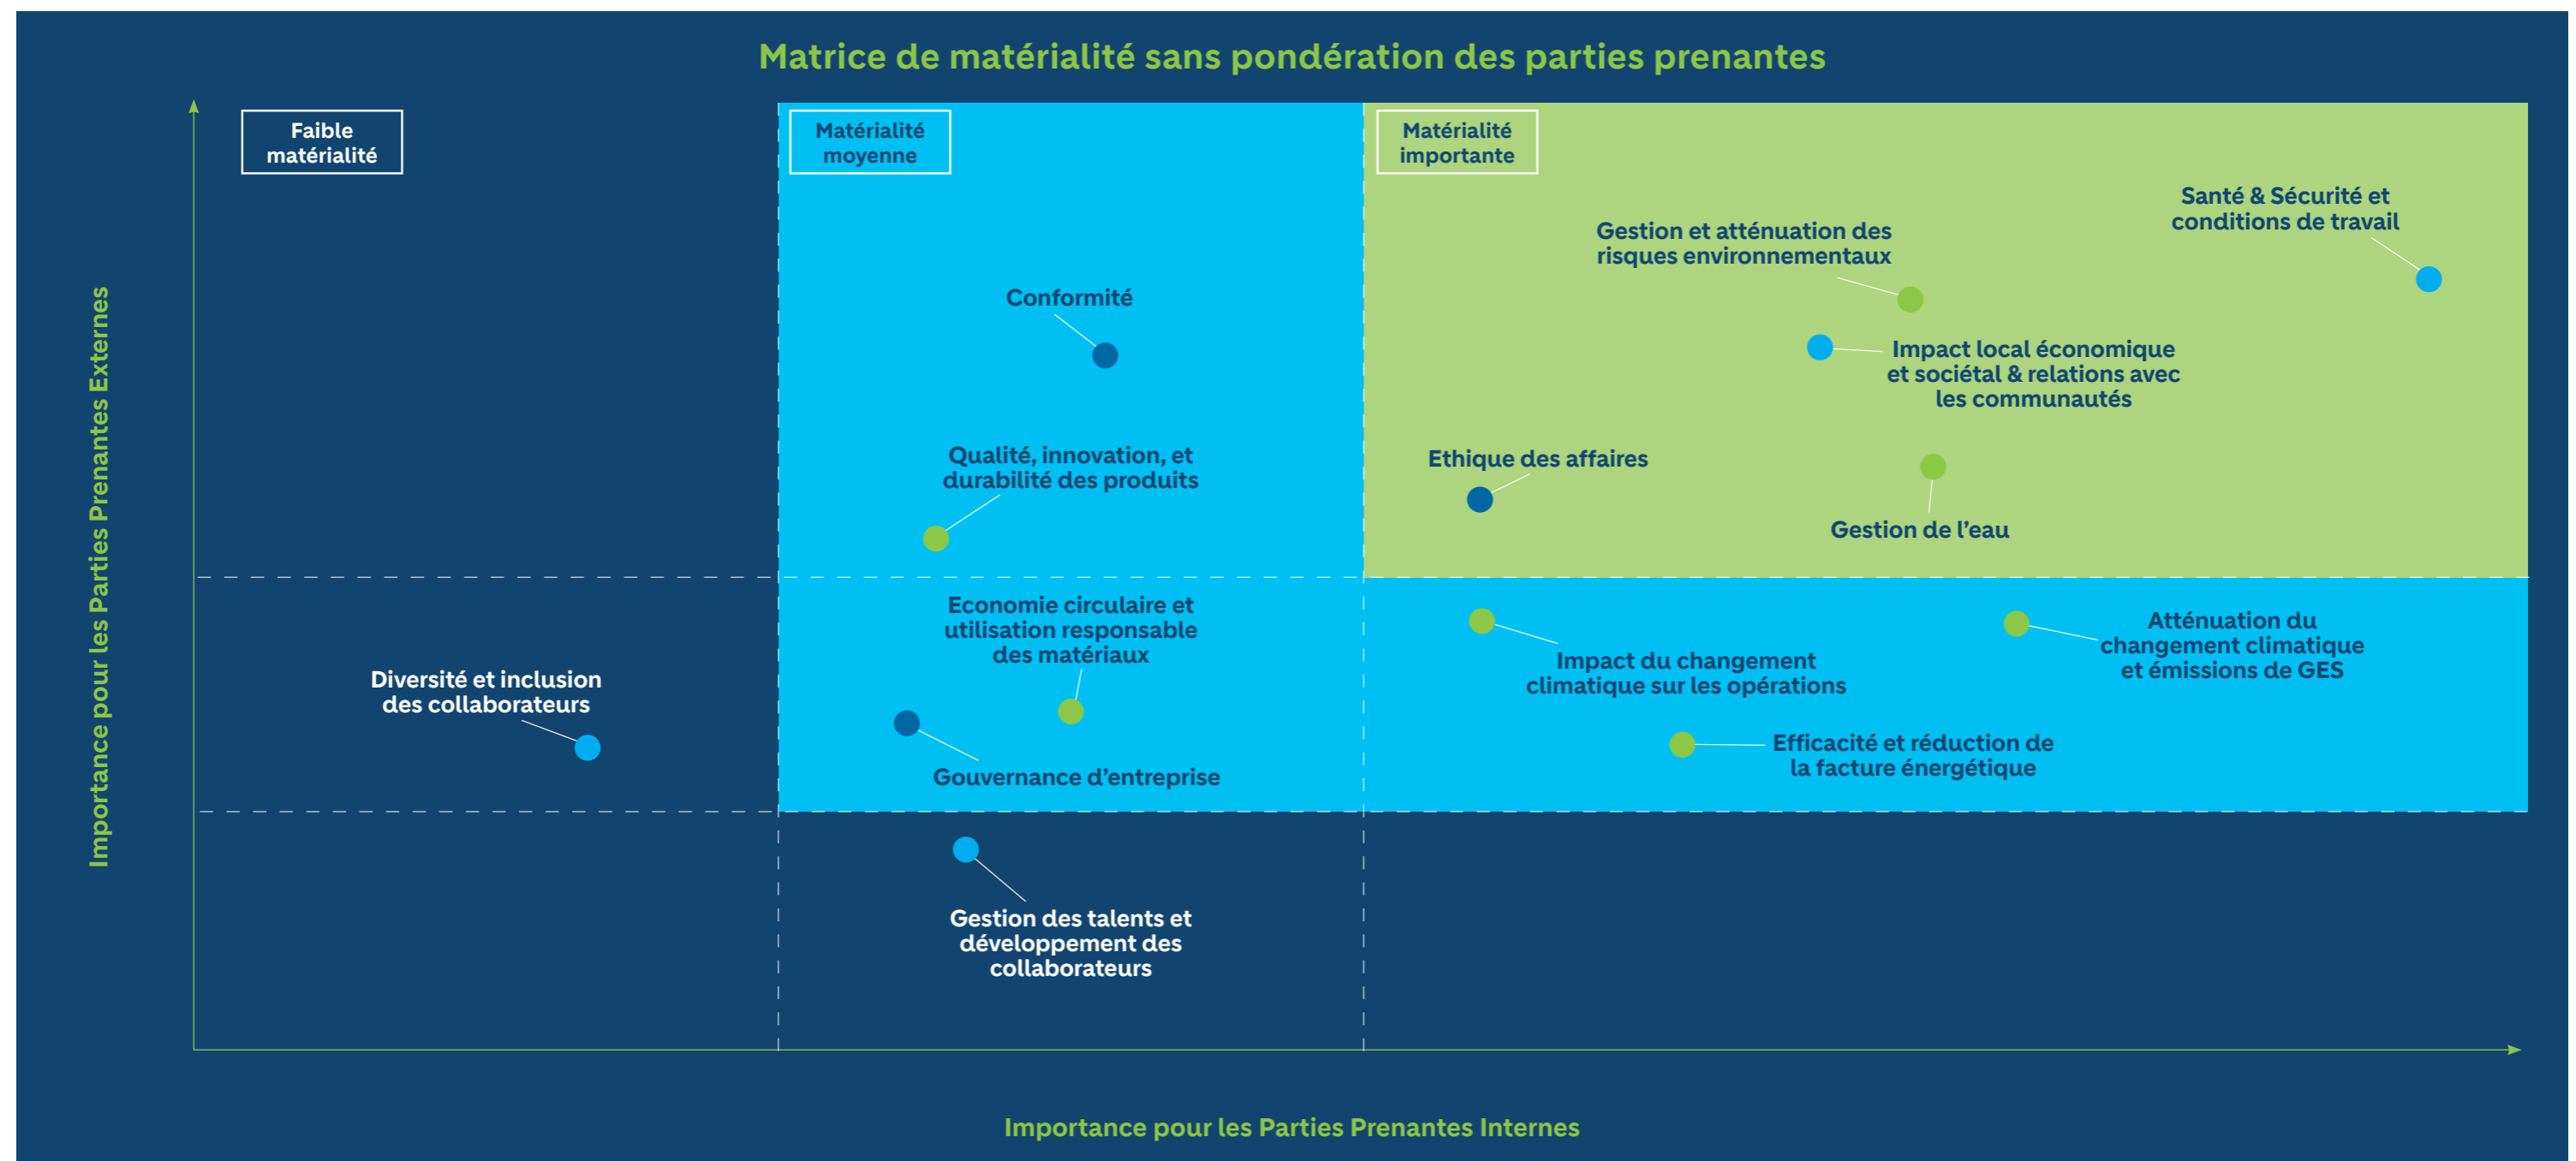 Matrice de matérialité sans pondération des parties prenantes
Importance pour les Parties Prenantes Externes
Faible
matérialité
Matérialité
moyenne
Matérialité
importante
Santé & Sécurité et
conditions de travail
Gestion et atténuation des
risques environnementaux
Conformité
Impact local économique
et sociétal & relations avec
les communautés
Qualité, innovation, et
durabilité des produits
Ethique des affaires
Gestion de l’eau
Economie circulaire et
utilisation responsable
des matériaux
Impact du changement
climatique sur les opérations
Atténuation du
changement climatique
et émissions de GES
Diversité et inclusion
des collaborateurs
Gouvernance d’entreprise
Efficacité et réduction de
la facture énergétique
Gestion des talents et
développement des
collaborateurs
Importance pour les Parties Prenantes Internes